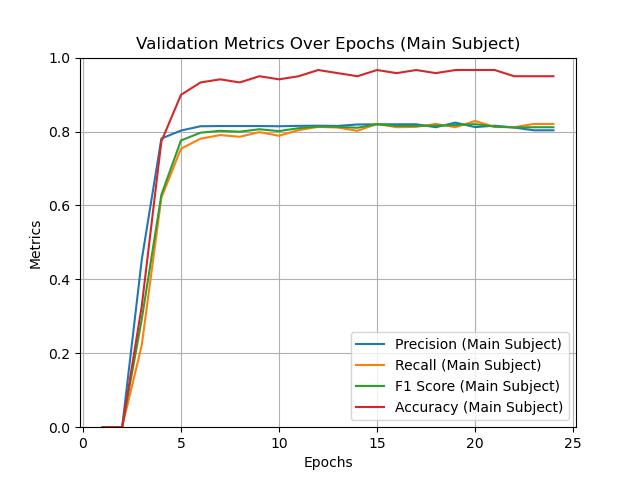 Validation Metrics Over Epochs (Main Subject)
1.0
0.8
0.6
0.4
0.2
0.0
Metrics
Precision (Main Subject)
Recall (Main Subject)
F1 Score (Main Subject)
Accuracy (Main Subject)
0 5 10 15 20 25
Epochs